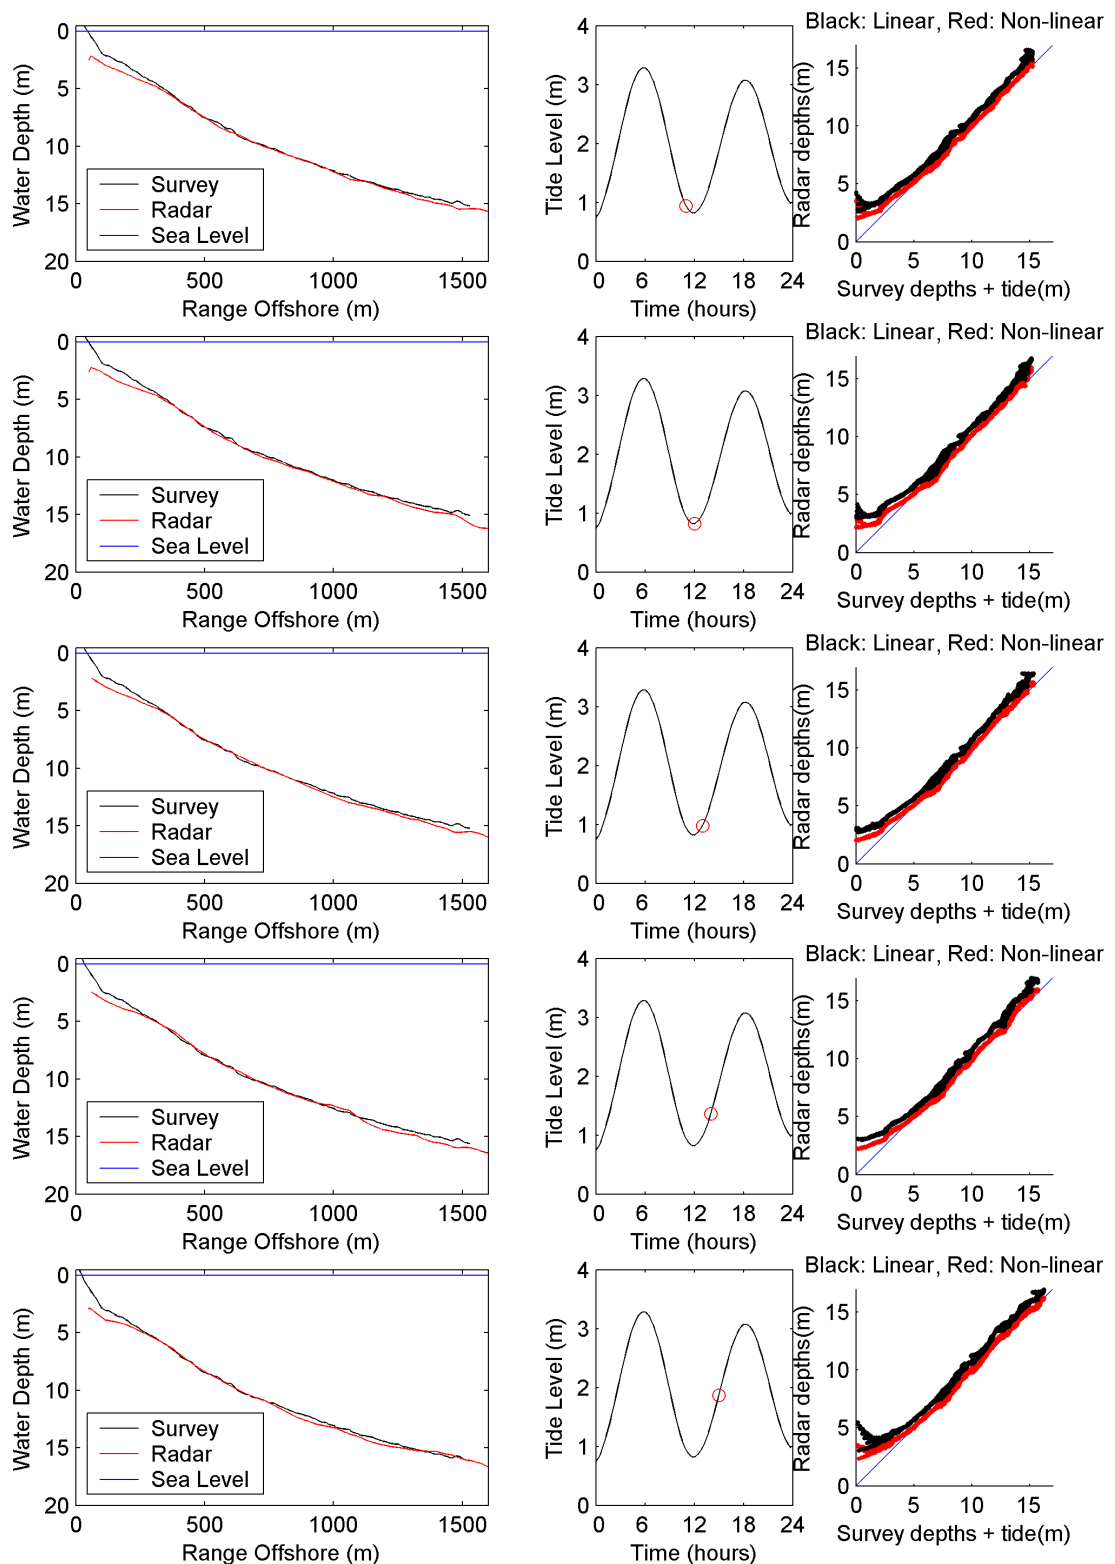 Black: Linear, Red: Non-linear
0
5
10
15
20
Water Depth (m)
Survey
Radar
Sea Level
0 500 1000 1500
Range Offshore (m)
4
3
2
1
0
Tide Level (m)
0 6 12 18 24
Time (hours)
15
10
5
0
Radar depths(m)
0 5 10 15
Survey depths + tide(m)
Black: Linear, Red: Non-linear
0
5
10
15
20
Water Depth (m)
Survey
Radar
Sea Level
0 500 1000 1500
Range Offshore (m)
4
3
2
1
0
Tide Level (m)
0 6 12 18 24
Time (hours)
15
10
5
0
Radar depths(m)
0 5 10 15
Survey depths + tide(m)
Black: Linear, Red: Non-linear
0
5
10
15
20
Water Depth (m)
Survey
Radar
Sea Level
0 500 1000 1500
Range Offshore (m)
4
3
2
1
0
Tide Level (m)
0 6 12 18 24
Time (hours)
15
10
5
0
Radar depths(m)
0 5 10 15
Survey depths + tide(m)
Black: Linear, Red: Non-linear
0
5
10
15
20
Water Depth (m)
Survey
Radar
Sea Level
0 500 1000 1500
Range Offshore (m)
4
3
2
1
0
Tide Level (m)
0 6 12 18 24
Time (hours)
15
10
5
0
Radar depths(m)
0 5 10 15
Survey depths + tide(m)
Black: Linear, Red: Non-linear
0
5
10
15
20
Water Depth (m)
Survey
Radar
Sea Level
0 500 1000 1500
Range Offshore (m)
4
3
2
1
0
Tide Level (m)
0 6 12 18 24
Time (hours)
15
10
5
0
Radar depths(m)
0 5 10 15
Survey depths + tide(m)